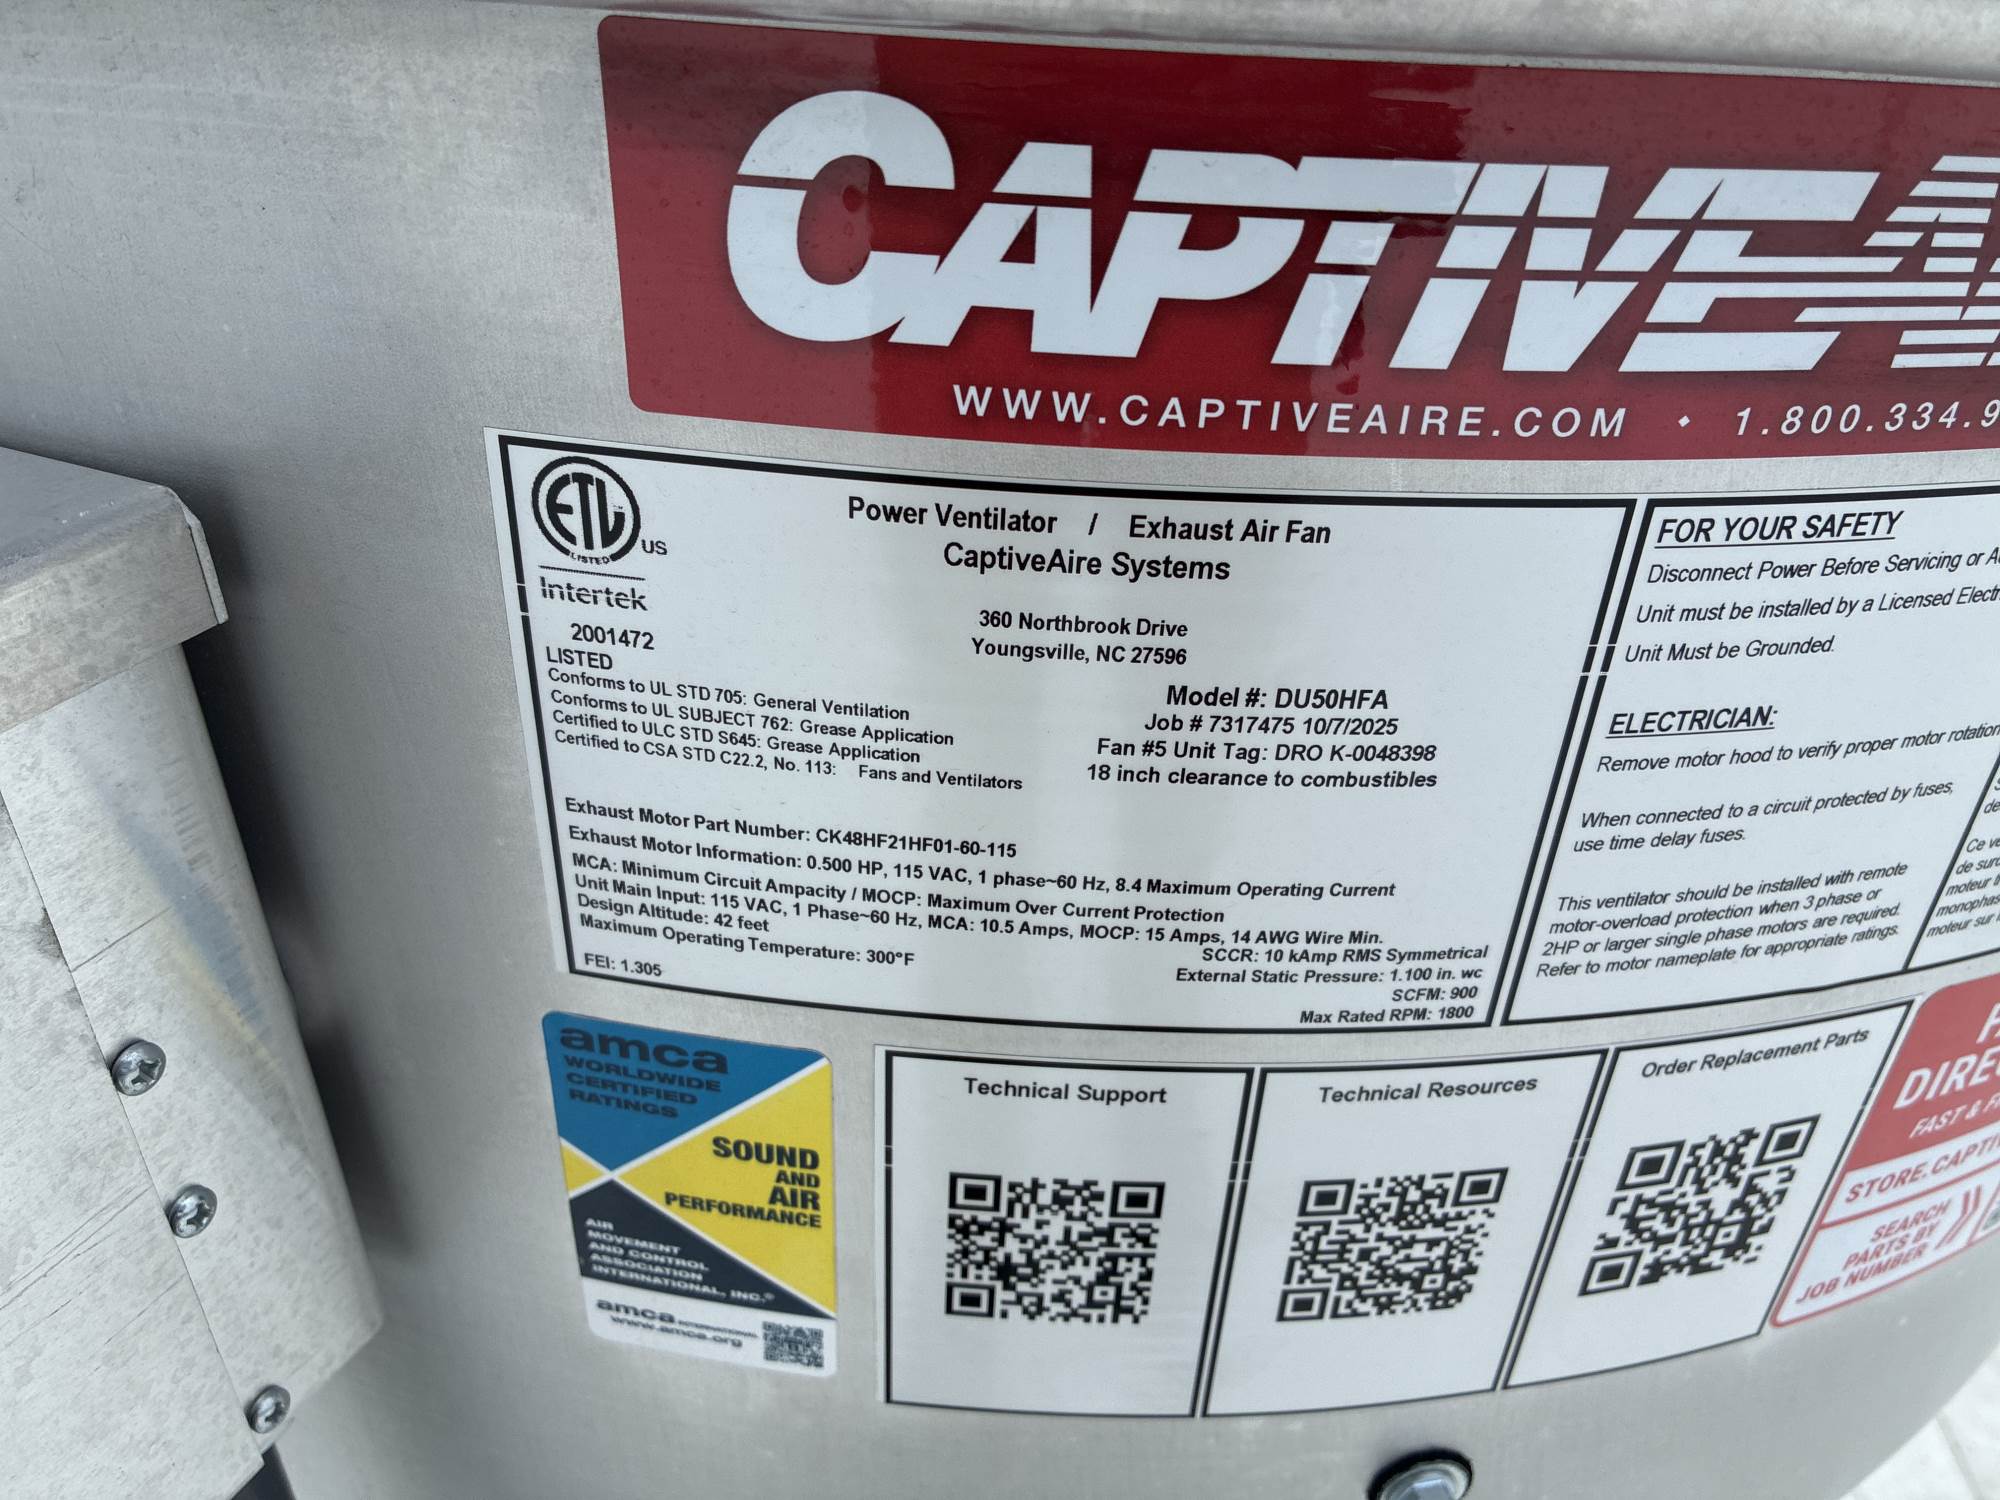 CAPTIVE
WWW.CAPTIVEAIRE.COM • 1.800.334.9
ETL
LISTED
US
Intertek
2001472
LISTED
Conforms to UL STD 705: General Ventilation
Conforms to UL SUBJECT 762: Grease Application
Certified to ULC STD S645: Grease Application
Certified to CSA STD C22.2, No. 113: Fans and Ventilators
Power Ventilator / Exhaust Air Fan
CaptiveAire Systems
360 Northbrook Drive
Youngsville, NC 27596
Model #: DU50HFA
Job # 7317475 10/7/2025
Fan #5 Unit Tag: DRO K-0048398
18 inch clearance to combustibles
Exhaust Motor Part Number: CK48HF21HF01-60-115
Exhaust Motor Information: 0.500 HP, 115 VAC, 1 phase~60 Hz, 8.4 Maximum Operating Current
MCA: Minimum Circuit Ampacity / MOCP: Maximum Over Current Protection
Unit Main Input: 115 VAC, 1 Phase~60 Hz, MCA: 10.5 Amps, MOCP: 15 Amps, 14 AWG Wire Min.
Design Altitude: 42 feet
Maximum Operating Temperature: 300°F
FEI: 1.305
SCCR: 10 kAmp RMS Symmetrical
External Static Pressure: 1.100 in. wc
SCFM: 900
Max Rated RPM: 1800
FOR YOUR SAFETY
Disconnect Power Before Servicing or
Unit must be installed by a Licensed
Unit Must be Grounded.
ELECTRICIAN:
Remove motor hood to verify proper motor rotation
When connected to a circuit protected by fuses,
use time delay fuses.
This ventilator should be installed with remote
motor-overload protection when 3 phase or
2HP or larger single phase motors are required.
Refer to motor nameplate for appropriate ratings.
Ce
de
moteur
moteur sur
amca
WORLDWIDE
CERTIFIED
RATINGS
SOUND
AND
AIR
PERFORMANCE
AIR
MOVEMENT
AND CONTROL
ASSOCIATION
INTERNATIONAL, INC.®
amca INTERNATIONAL
www.amca.org
Technical Support
Technical Resources
Order Replacement Parts
FAST &
SEARCH
PARTS BY
JOB NUMBER